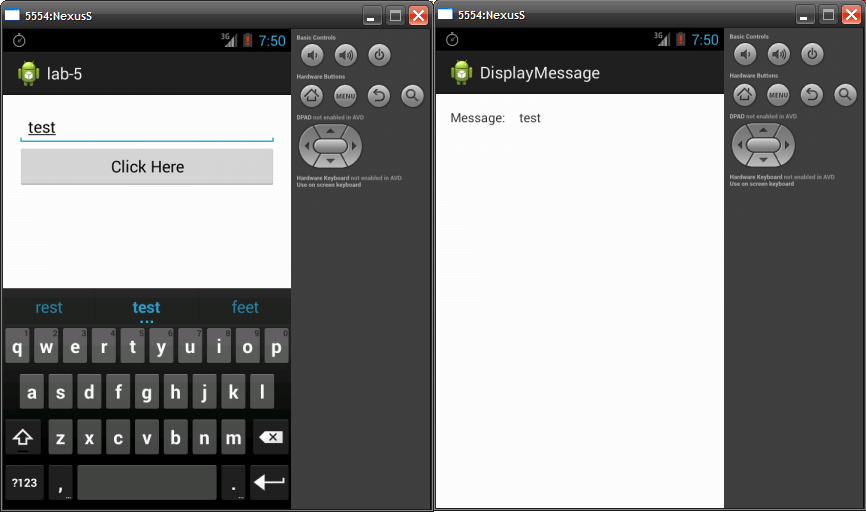 5554:NexusS
3G 7:50
lab-5
test
Click Here
rest test feet
1 2 3 4 5 6 7 8 9 0
q w e r t y u i o p
a s d f g h j k l
z x c v b n m
?123 , ... . ...
Basic Controls
Hardware Buttons
MENU
DPAD not enabled in AVD
Hardware Keyboard not enabled in AVD
Use on screen keyboard
5554:NexusS
3G 7:50
DisplayMessage
Message: test
Basic Controls
Hardware Buttons
MENU
DPAD not enabled in AVD
Hardware Keyboard not enabled in AVD
Use on screen keyboard